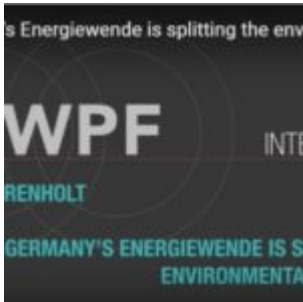 's Energiewende is splitting the env
WPF
INTE
RENHOLT
GERMANY'S ENERGIEWENDE IS S
ENVIRONMENTA